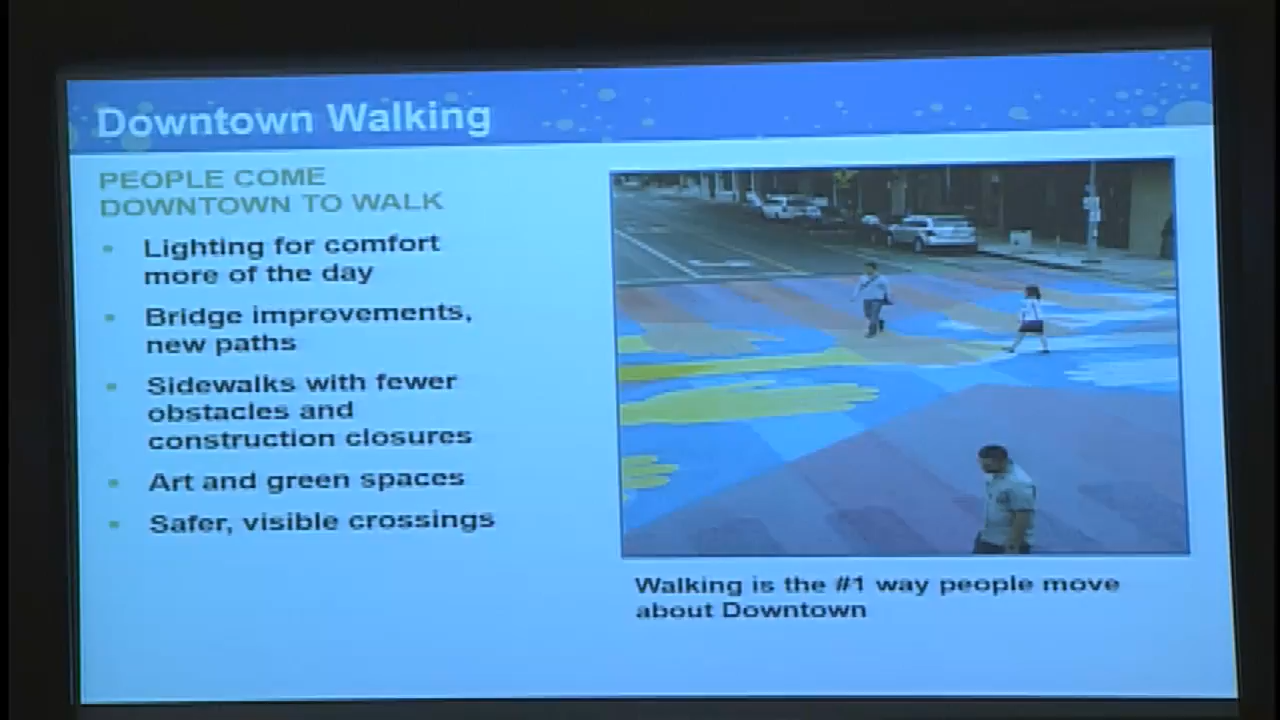 Downtown Walking
PEOPLE COME
DOWNTOWN TO WALK
• Lighting for comfort
more of the day
• Bridge improvements,
new paths
• Sidewalks with fewer
obstacles and
construction closures
• Art and green spaces
• Safer, visible crossings
Walking is the #1 way people move
about Downtown